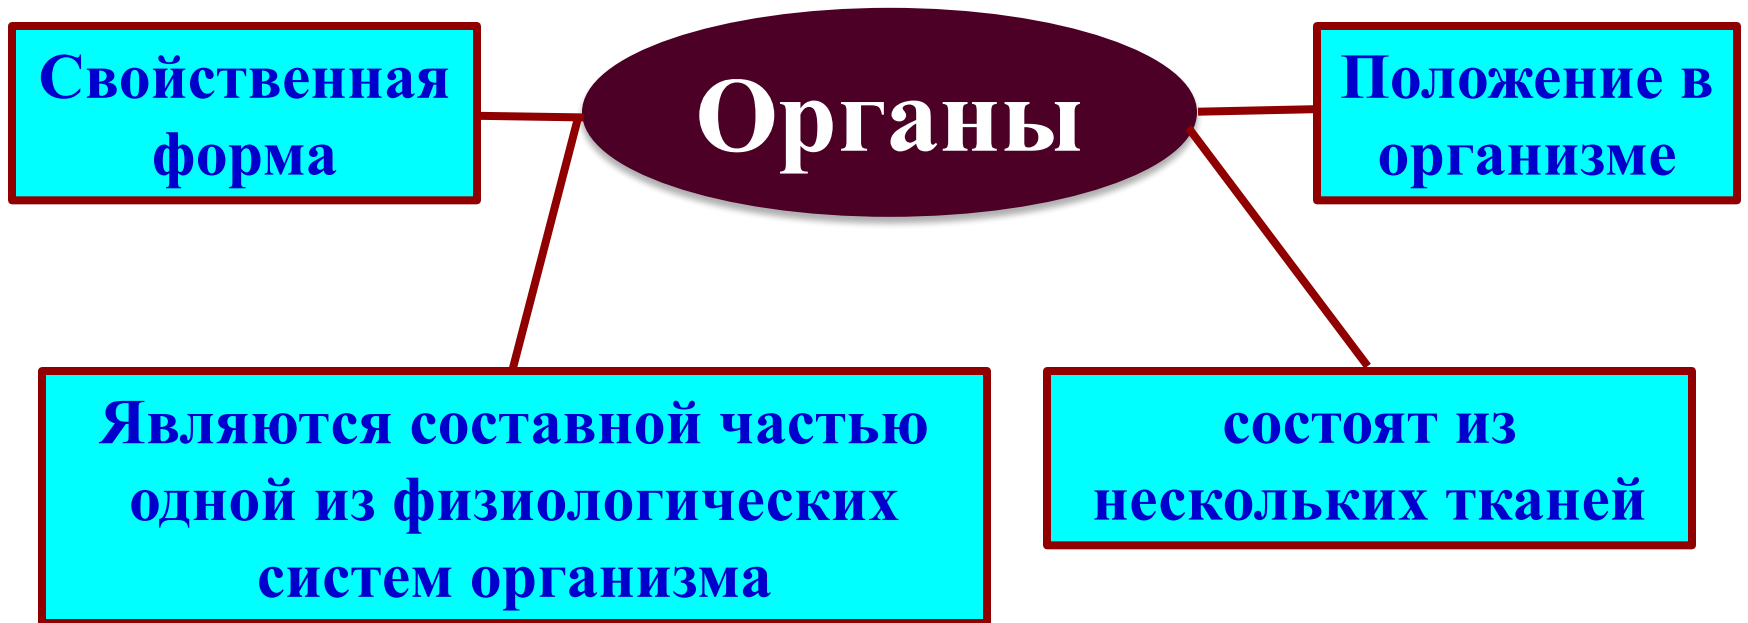 Свойственная
форма
Органы
Положение в
организме
Являются составной частью
одной из физиологических
систем организма
состоят из
нескольких тканей